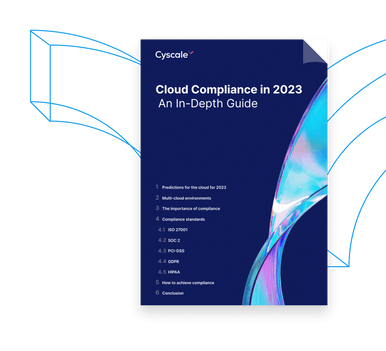 Cyscale
Cloud Compliance in 2023
An In-Depth Guide
1 Predictions for the cloud for 2023
2 Multi-cloud environments
3 The importance of compliance
4 Compliance standards
4.1 ISO 27001
4.2 SOC 2
4.3 PCI-DSS
4.4 GDPR
4.5 HIPAA
5 How to achieve compliance
6 Conclusion